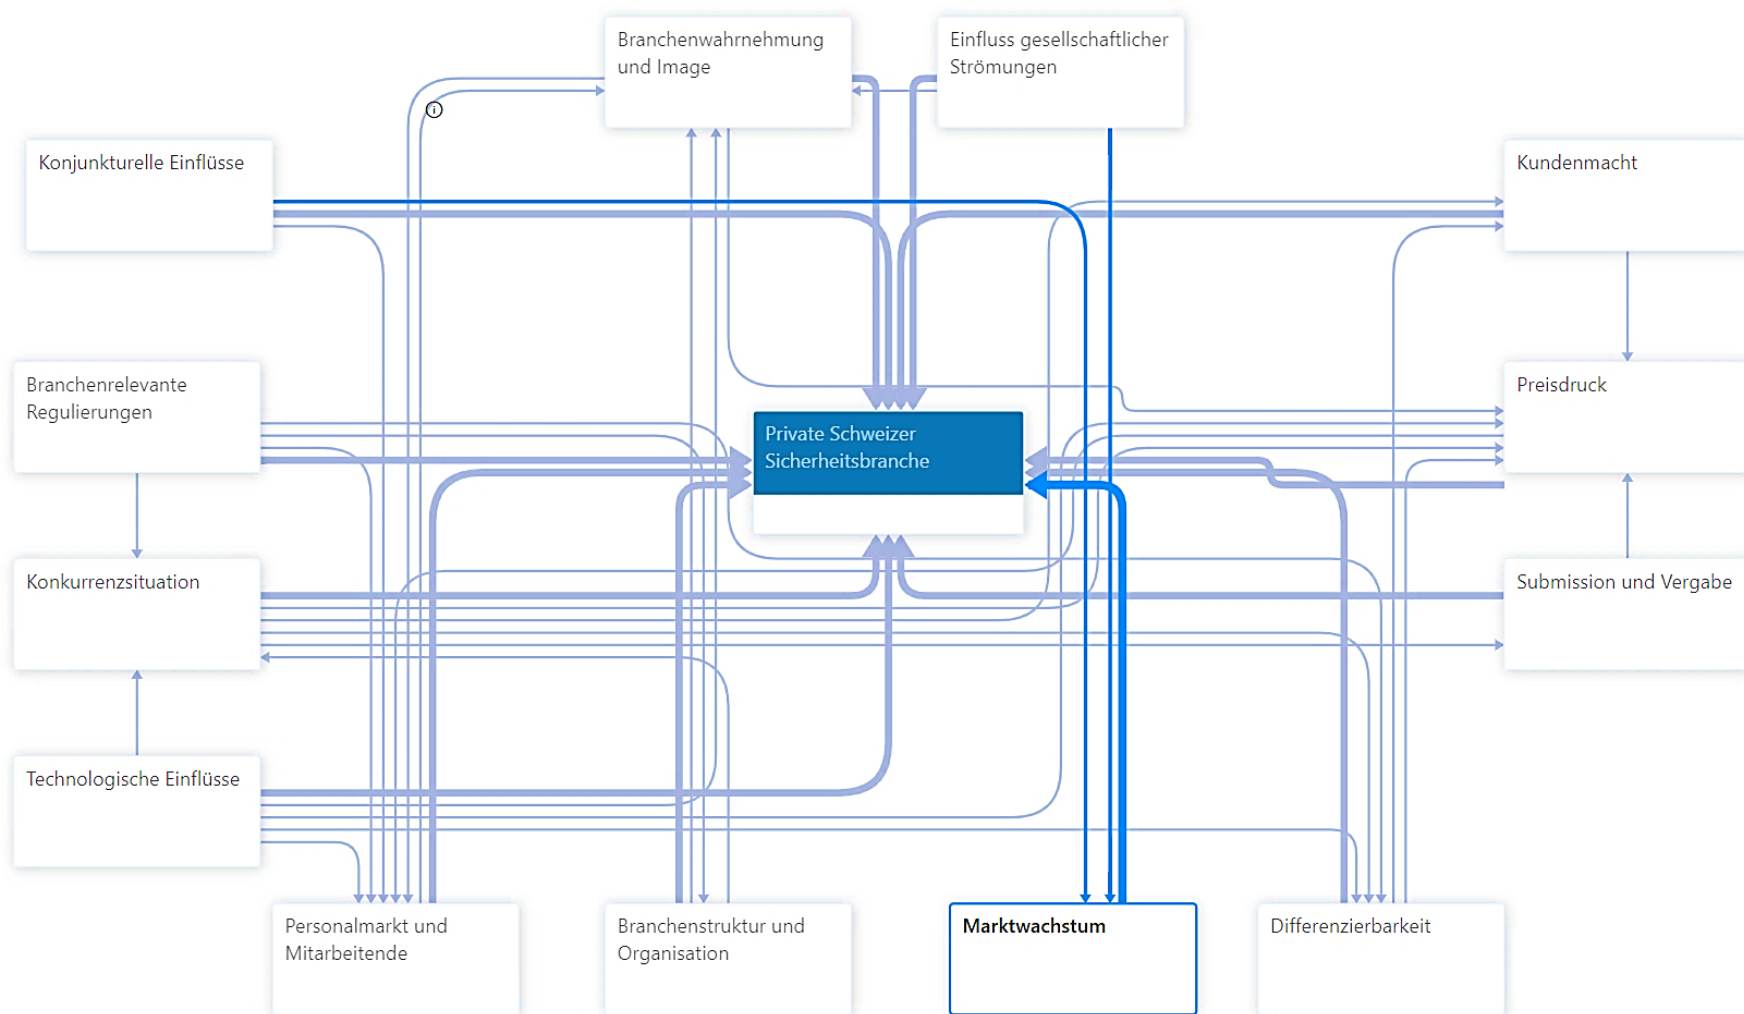 Branchenwahrnehmung
und Image
Einfluss gesellschaftlicher
Strömungen
Konjunkturelle Einflüsse
Kundenmacht
Branchenrelevante
Regulierungen
Preisdruck
Private Schweizer
Sicherheitsbranche
Konkurrenzsituation
Submission und Vergabe
Technologische Einflüsse
Personalmarkt und
Mitarbeitende
Branchenstruktur und
Organisation
Marktwachstum
Differenzierbarkeit